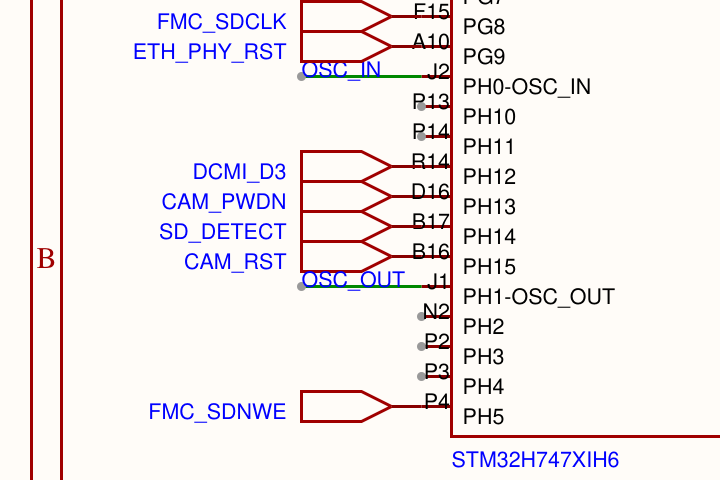 PG7
F15
FMC_SDCLK
PG8
A10
ETH_PHY_RST
PG9
OSC_IN
J2
PH0-OSC_IN
P13
PH10
P14
PH11
R14
DCMI_D3
PH12
D16
CAM_PWDN
PH13
B17
SD_DETECT
PH14
B16
CAM_RST
PH15
OSC_OUT
J1
PH1-OSC_OUT
B
N2
PH2
P2
PH3
P3
PH4
P4
FMC_SDNWE
PH5
STM32H747XIH6